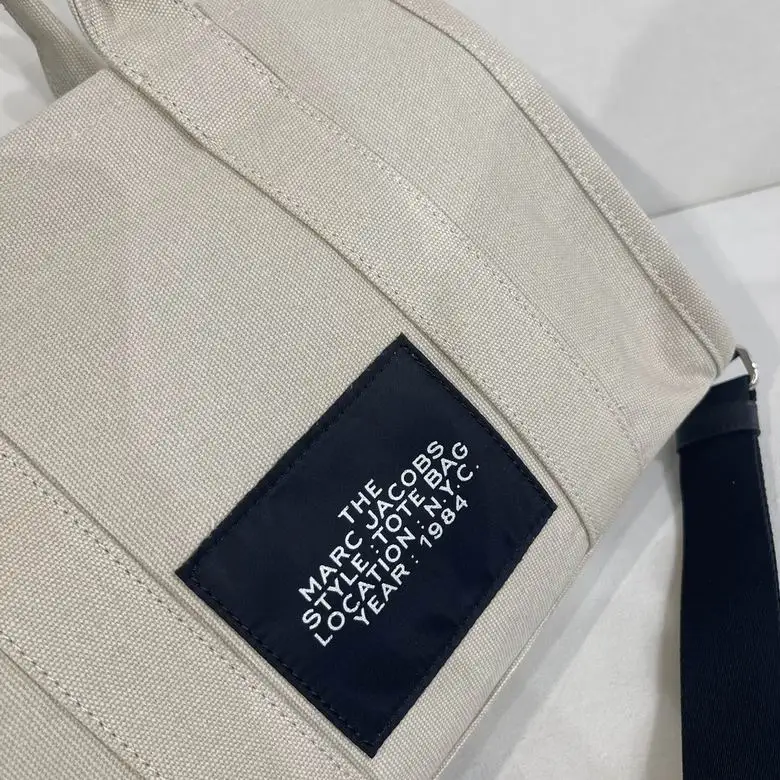 THE
MARC JACOBS
STYLE : TOTE BAG
LOCATION : N.Y.C.
YEAR : 1984